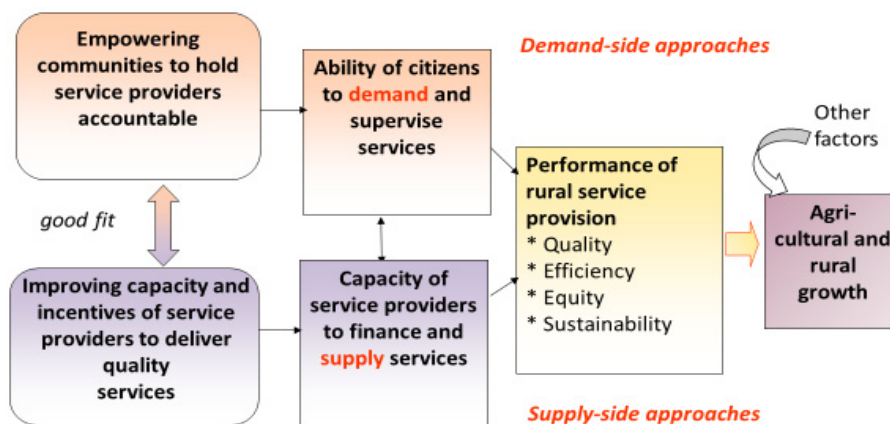 Empowering
communities to hold
service providers
accountable
Ability of citizens
to demand and
supervise
services
Demand-side approaches
Other
factors
good fit
Performance of
rural service
provision
* Quality
* Efficiency
* Equity
* Sustainability
Agri-
cultural and
rural
growth
Improving capacity and
incentives of service
providers to deliver
quality
services
Capacity of
service providers
to finance and
supply services
Supply-side approaches